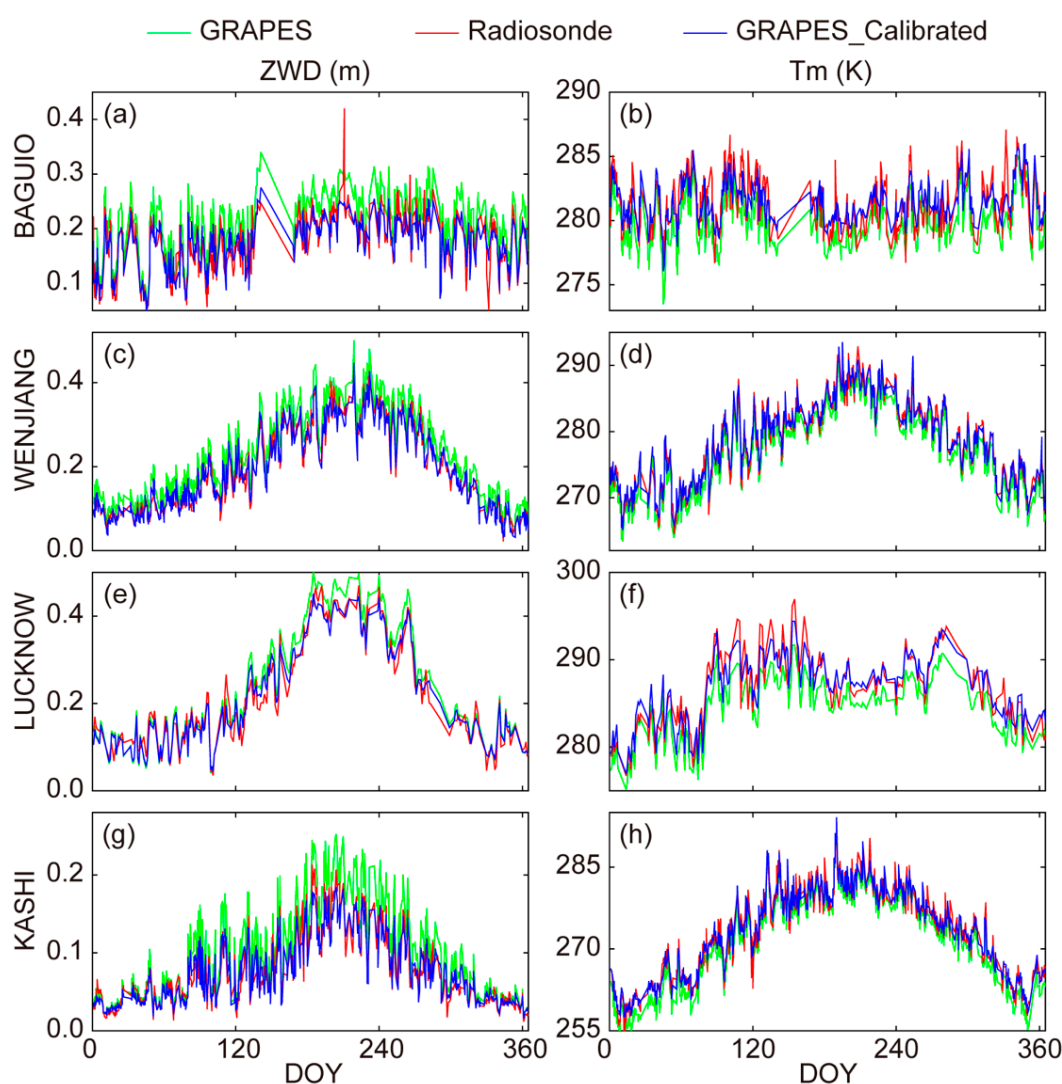 GRAPES Radiosonde GRAPES_Calibrated
ZWD (m) Tm (K)
BAGUIO
(a)
0.4
0.3
0.2
0.1
(b)
290
285
280
275
273
WENJIANG
(c)
0.4
0.2
0.0
(d)
290
280
270
LUCKNOW
(e)
0.4
0.2
0.0
(f)
300
290
280
KASHI
(g)
0.2
0.1
0.0
(h)
285
270
255
0 120 240 360 0 120 240 360
DOY DOY